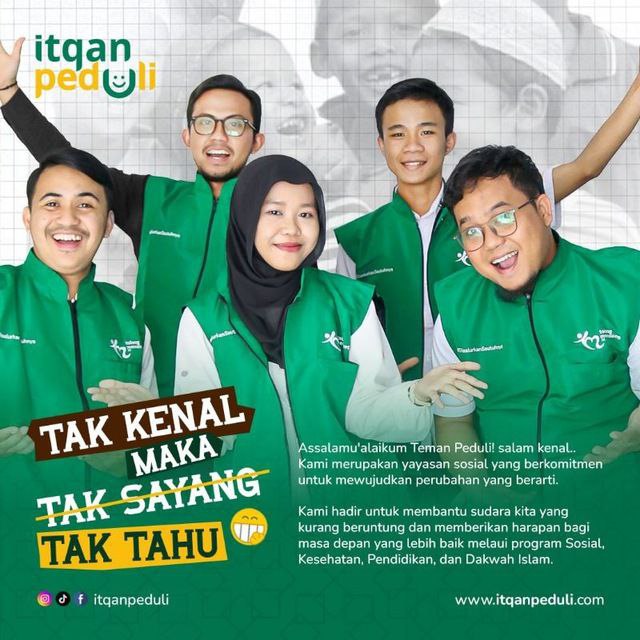 itqan
peduli
#SalurkanSeutuhnya
TAK KENAL
MAKA
TAK SAYANG
TAK TAHU
Assalamu'alaikum Teman Peduli! salam kenal..
Kami merupakan yayasan sosial yang berkomitmen
untuk mewujudkan perubahan yang berarti.
Kami hadir untuk membantu sudara kita yang
kurang beruntung dan memberikan harapan bagi
masa depan yang lebih baik melaui program Sosial,
Kesehatan, Pendidikan, dan Dakwah Islam.
itqanpeduli
www.itqanpeduli.com